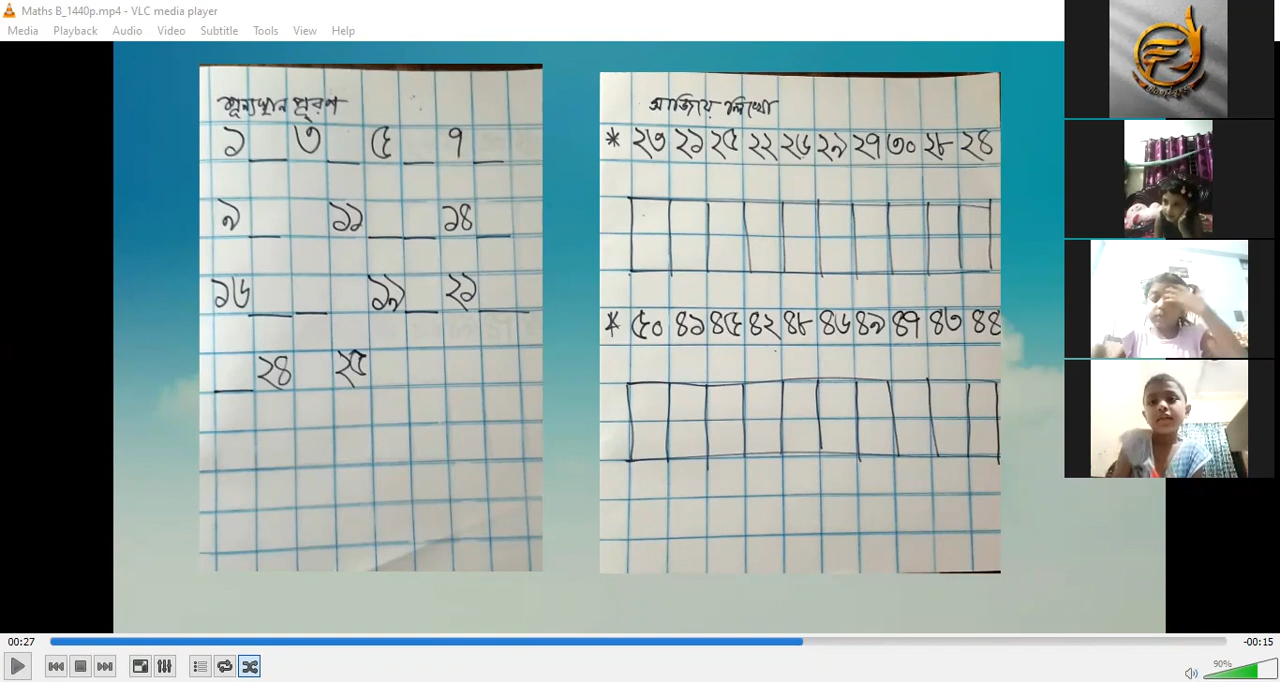 Maths B_1440p.mp4 - VLC media player
Media Playback Audio Video Subtitle Tools View Help
শূন্যস্থান পূরণ
১ _ ৩ _ ৫ _ ৭ _
৯ _ ১১ _ _ ১৪ _
১৬ _ _ ১৯ _ ২১ _
_ ২৪ ২৫
সাজিয়ে লিখো
* ২৩ ২১ ২৫ ২২ ২৬ ২৯ ২৭ ৩০ ২৮ ২৪
* ৫০ ৪১ ৪৫ ৪২ ৪৮ ৪৬ ৪৯ ৪৭ ৪৩ ৪৪
00:27
-00:15
90%